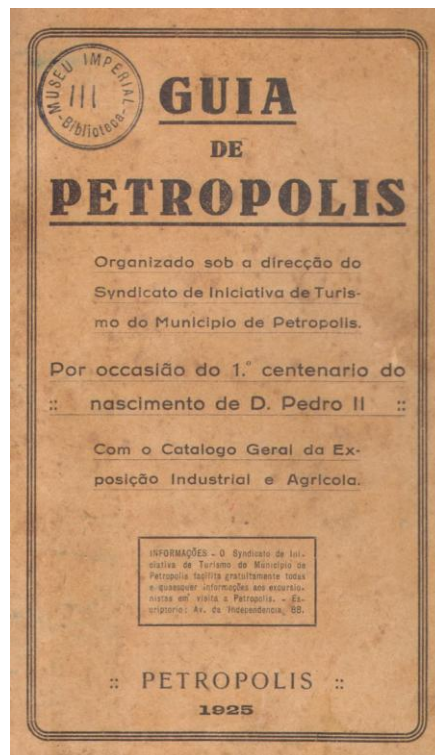 MUSEU IMPERIAL
III
-Biblioteca-
GUIA
DE
PETROPOLIS
Organizado sob a direcção do
Syndicato de Iniciativa de Turis-
mo do Municipio de Petropolis.
Por occasião do 1.º centenario do
:: nascimento de D. Pedro II ::
Com o Catalogo Geral da Ex-
posição Industrial e Agricola.
INFORMAÇÕES - O Syndicato de Ini-
ciativa de Turismo do Municipio de
Petropolis facilita gratuitamente todas
e quaesquer informações aos excursio-
nistas em visita a Petropolis. - Es-
criptorio: Av. da Independencia, 88.
:: PETROPOLIS ::
1925